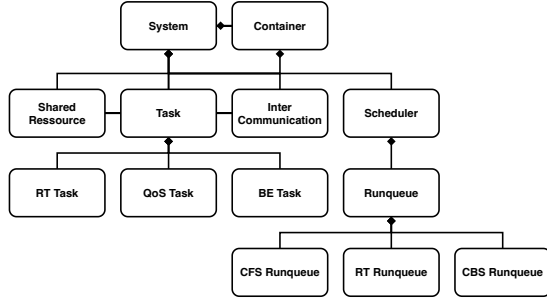 System
Container
Shared
Ressource
Task
Inter
Communication
Scheduler
RT Task
QoS Task
BE Task
Runqueue
CFS Runqueue
RT Runqueue
CBS Runqueue